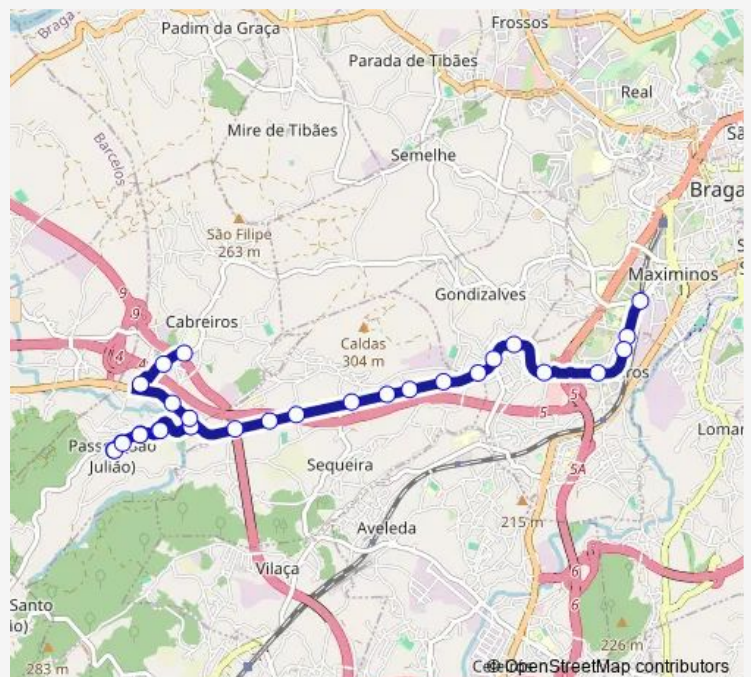 Braga
Padim da Graça
Frossos
Parada de Tibães
Real
Mire de Tibães
Semelhe
Barcelos
Braga
São Filipe
263 m
Maximinos
Gondizalves
9
9
Cabreiros
Caldas
304 m
4
4
5
5
5A
Julião)
Sequeira
Lomar
215 m
Aveleda
Vilaça
6
6
Santo
226 m
283 m
© OpenStreetMap contributors